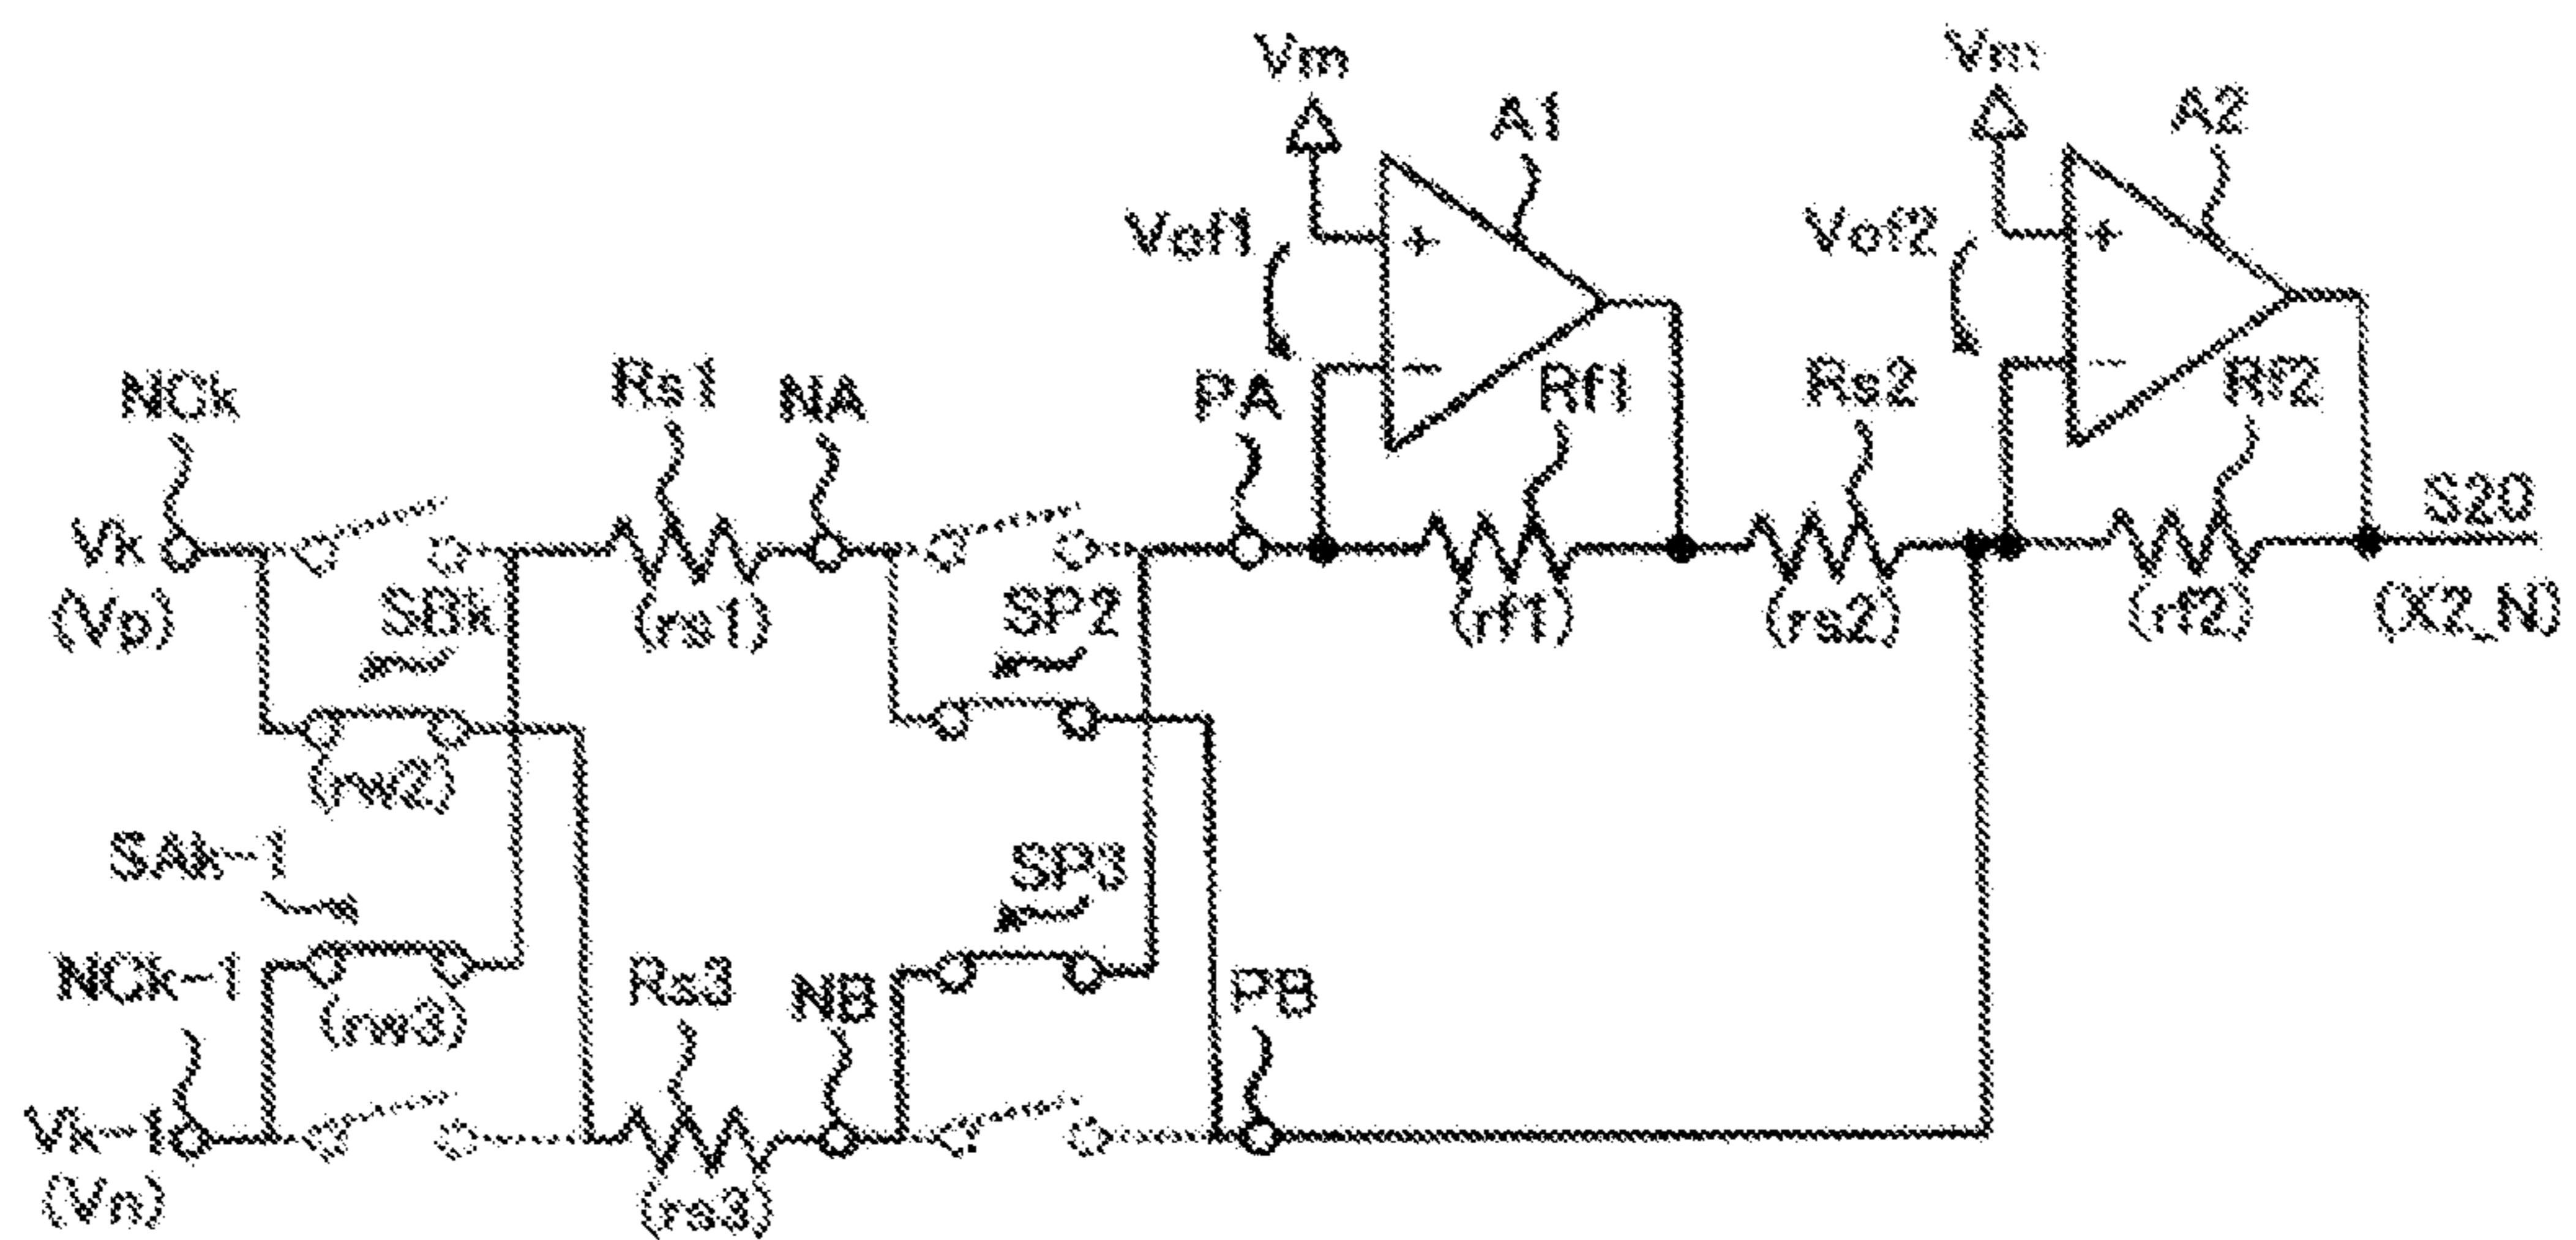 Vm
Vm
A1
A2
Vof1
Vof2
NCk
Rs1
NA
PA
Rf1
Rs2
Rf2
Vk
(Vp)
S20
(X2_N)
SBk
(rs1)
SP2
(rf1)
(rs2)
(rf2)
(rw2)
SAk-1
SP3
NCk-1
(rw3)
Rs3
NB
PB
Vk-1
(Vn)
(rs3)